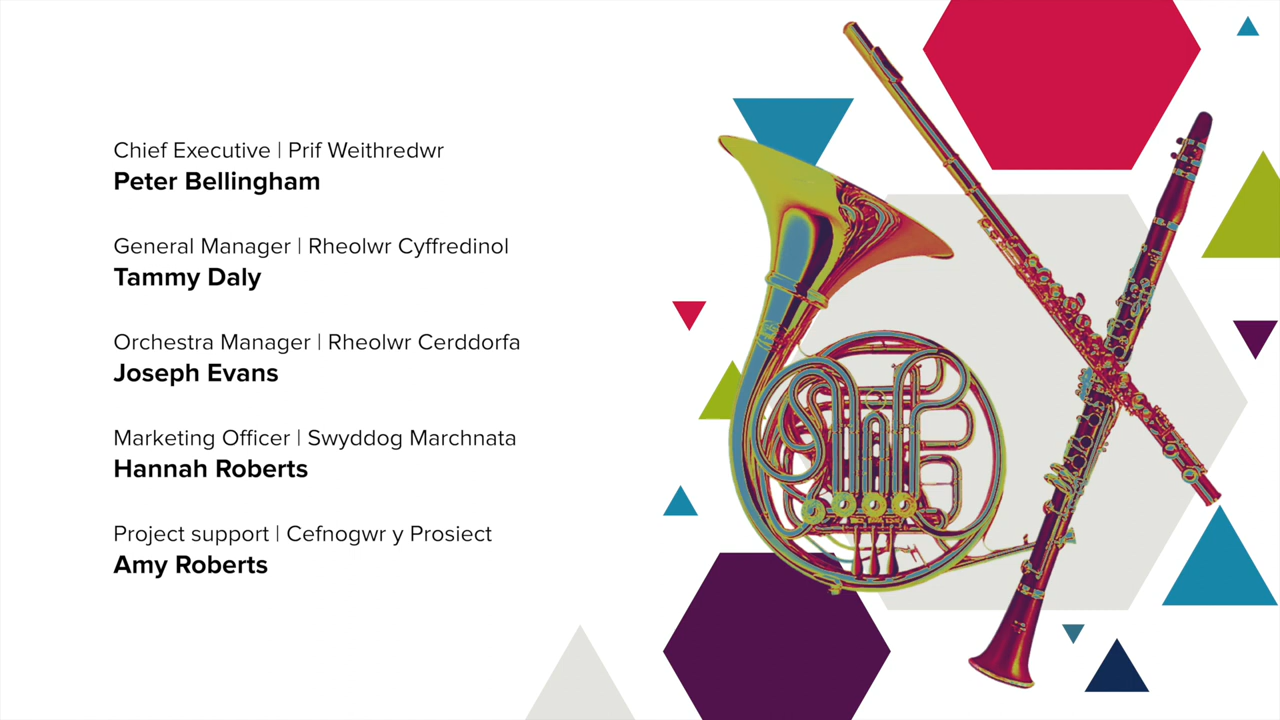 Chief Executive | Prif Weithredwr
Peter Bellingham
General Manager | Rheolwr Cyffredinol
Tammy Daly
Orchestra Manager | Rheolwr Cerddorfa
Joseph Evans
Marketing Officer | Swyddog Marchnata
Hannah Roberts
Project support | Cefnogwr y Prosiect
Amy Roberts